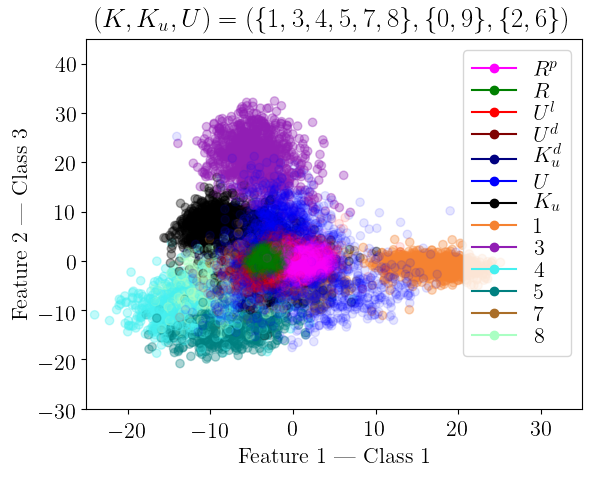 (K, K_u, U) = ({1, 3, 4, 5, 7, 8}, {0, 9}, {2, 6})
Feature 2 — Class 3
40
30
20
10
0
−10
−20
−30
−20
−10
0
10
20
30
Feature 1 — Class 1
R^p
R
U^l
U^d
K_u^d
U
K_u
1
3
4
5
7
8